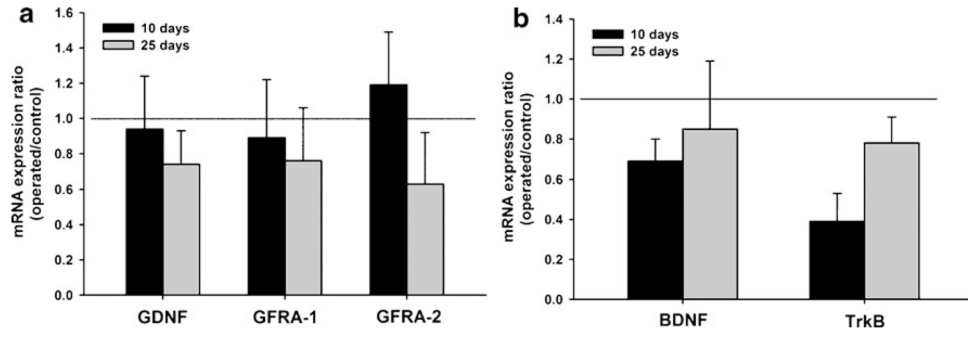 a
1.6
1.4
1.2
1.0
0.8
0.6
0.4
0.2
0.0
mRNA expression ratio
(operated/control)
10 days
25 days
GDNF
GFRA-1
GFRA-2
b
1.4
1.2
1.0
0.8
0.6
0.4
0.2
0.0
mRNA expression ratio
(operated/control)
10 days
25 days
BDNF
TrkB